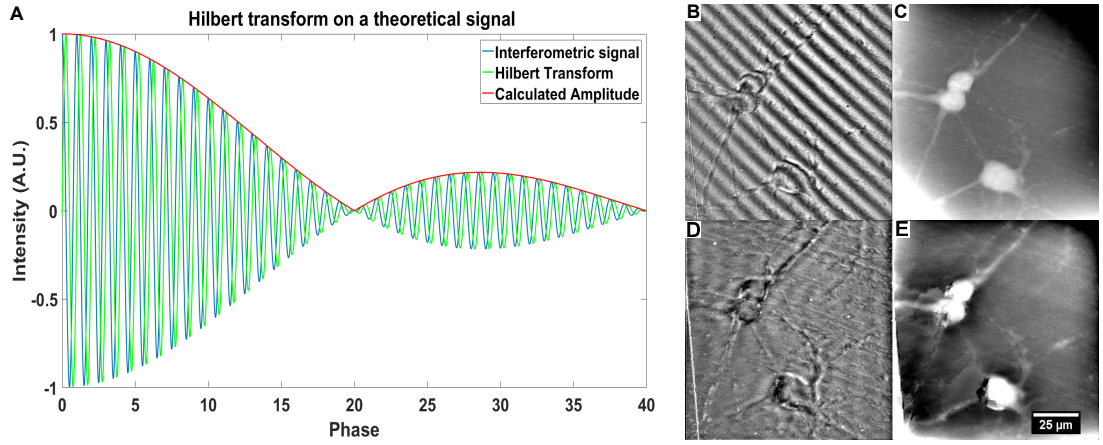 A
Hilbert transform on a theoretical signal
Interferometric signal
Hilbert Transform
Calculated Amplitude
1
0.5
0
-0.5
-1
Intensity (A.U.)
0 5 10 15 20 25 30 35 40
Phase
B
C
D
E
25 µm